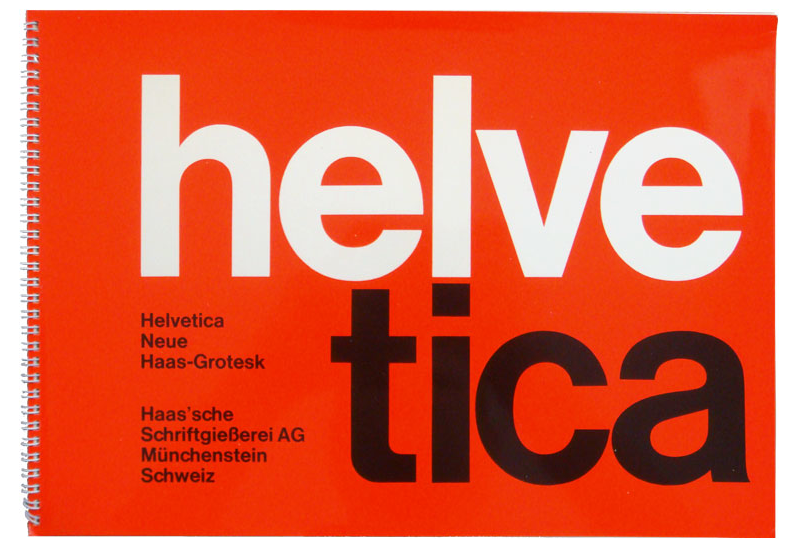 helve
tica
Helvetica
Neue
Haas-Grotesk
Haas’sche
Schriftgießerei AG
Münchenstein
Schweiz